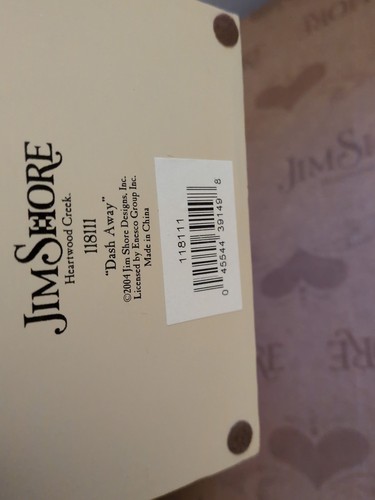 JIM SHORE
Heartwood Creek.
118111
"Dash Away"
©2004 Jim Shore Designs, Inc.
Licensed by Enesco Group Inc.
Made in China
118111
0 45544 39149 8
JIM S